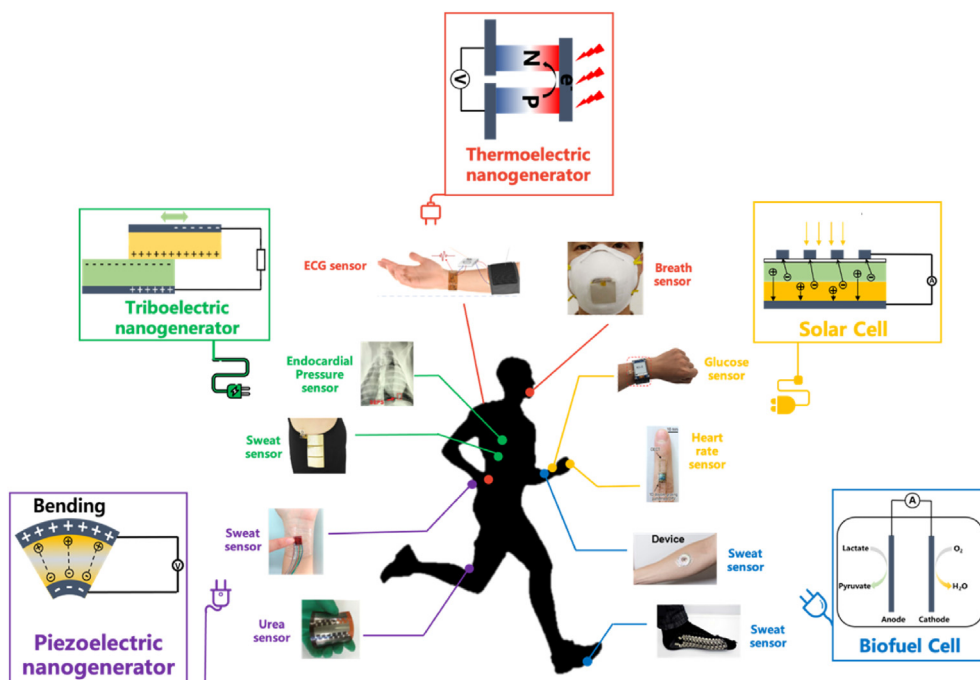 V
N
e⁻
P
Thermoelectric
nanogenerator
Triboelectric
nanogenerator
ECG sensor
Breath
sensor
A
Solar Cell
Endocardial
Pressure
sensor
Glucose
sensor
Sweat
sensor
Heart
rate
sensor
Bending
V
Piezoelectric
nanogenerator
Sweat
sensor
Urea
sensor
Device
Sweat
sensor
Sweat
sensor
A
Lactate
O₂
Pyruvate
H₂O
Anode
Cathode
Biofuel Cell